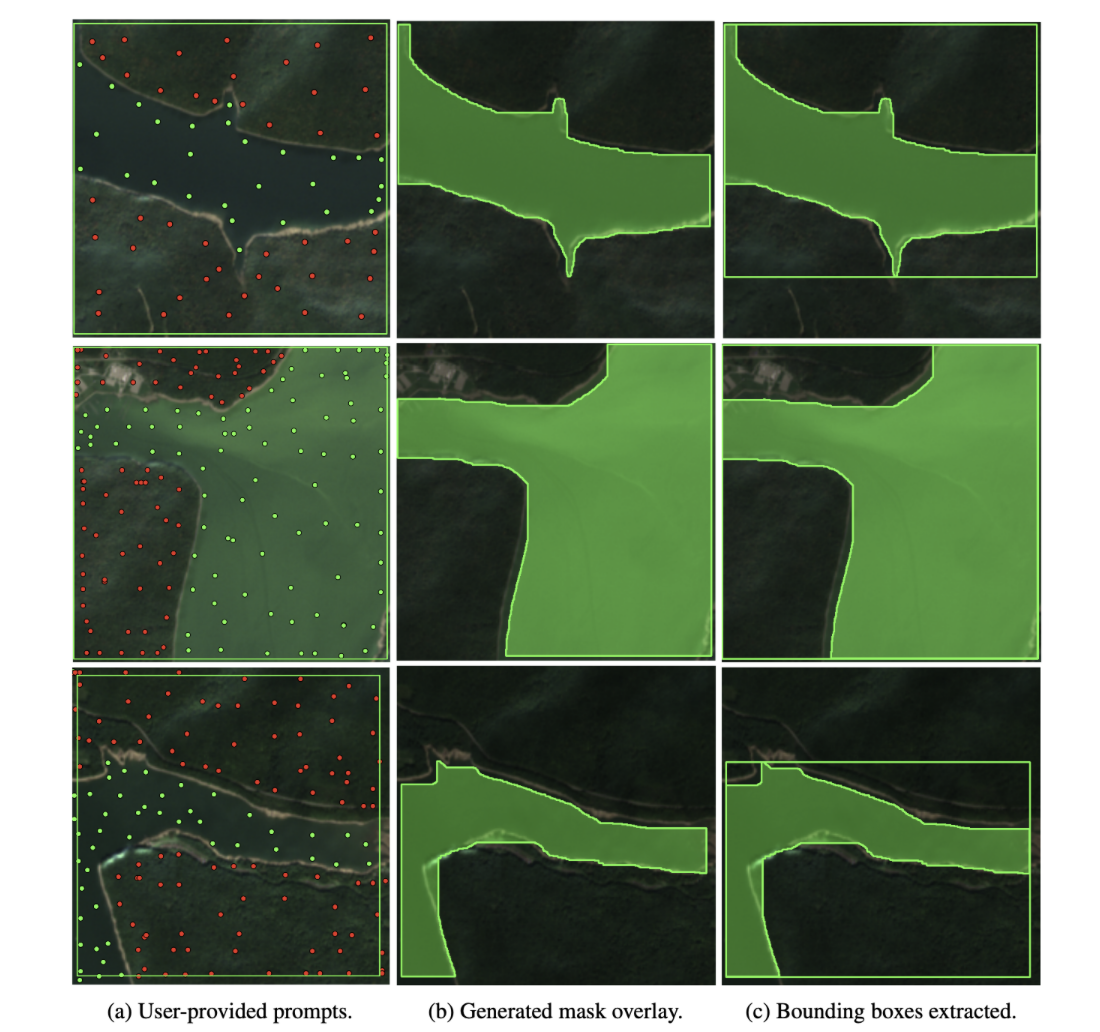 (a) User-provided prompts.
(b) Generated mask overlay.
(c) Bounding boxes extracted.